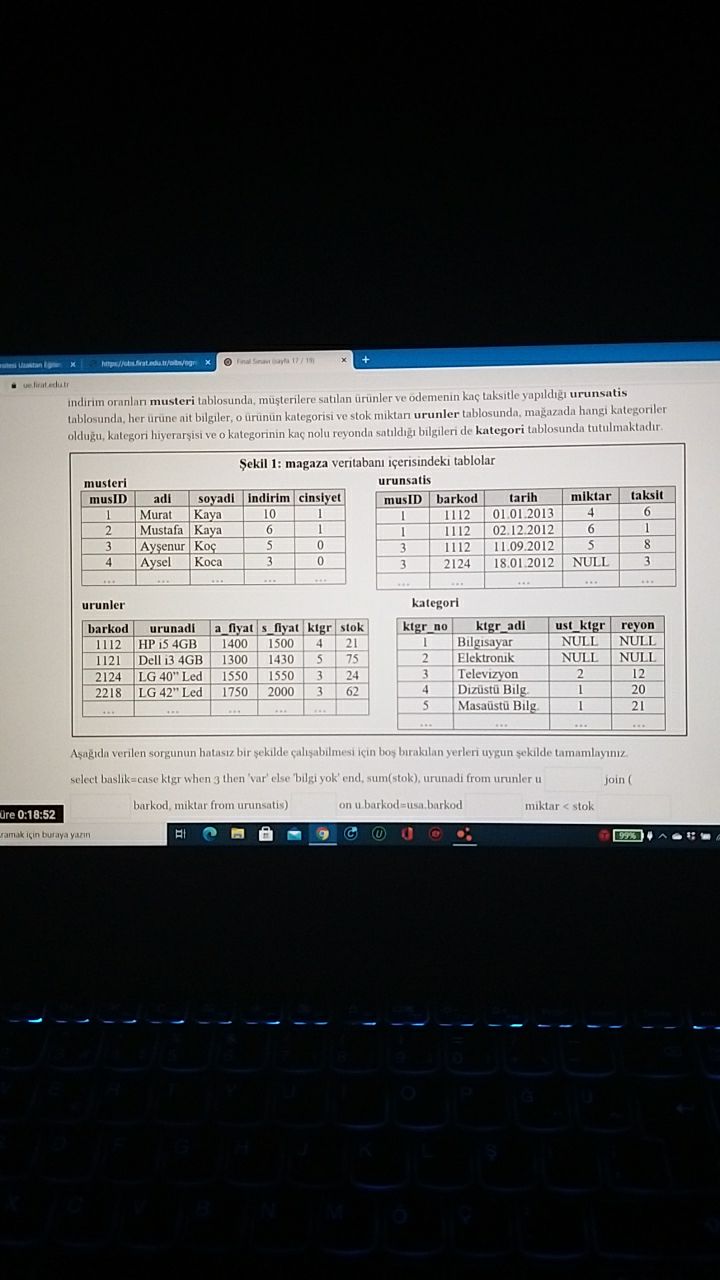 https://obs.firat.edu.tr/oibs/ogr
Final Sınavı (sayfa 17 / 19)
ue.firat.edu.tr
indirim oranları musteri tablosunda, müşterilere satılan ürünler ve ödemenin kaç taksitle yapıldığı urunsatis
tablosunda, her ürüne ait bilgiler, o ürünün kategorisi ve stok miktarı urunler tablosunda, mağazada hangi kategoriler
olduğu, kategori hiyerarşisi ve o kategorinin kaç nolu reyonda satıldığı bilgileri de kategori tablosunda tutulmaktadır.
Şekil 1: magaza veritabanı içerisindeki tablolar
musteri
musID adi soyadi indirim cinsiyet
1 Murat Kaya 10 1
2 Mustafa Kaya 6 1
3 Ayşenur Koç 5 0
4 Aysel Koca 3 0
... ... ... ... ...
urunsatis
musID barkod tarih miktar taksit
1 1112 01.01.2013 4 6
1 1112 02.12.2012 6 1
3 1112 11.09.2012 5 8
3 2124 18.01.2012 NULL 3
... ... ... ... ...
urunler
barkod urunadi a_fiyat s_fiyat ktgr stok
1112 HP i5 4GB 1400 1500 4 21
1121 Dell i3 4GB 1300 1430 5 75
2124 LG 40" Led 1550 1550 3 24
2218 LG 42" Led 1750 2000 3 62
... ... ... ... ... ...
kategori
ktgr_no ktgr_adi ust_ktgr reyon
1 Bilgisayar NULL NULL
2 Elektronik NULL NULL
3 Televizyon 2 12
4 Dizüstü Bilg. 1 20
5 Masaüstü Bilg. 1 21
... ... ... ...
Aşağıda verilen sorgunun hatasız bir şekilde çalışabilmesi için boş bırakılan yerleri uygun şekilde tamamlayınız.
select baslik=case ktgr when 3 then 'var' else 'bilgi yok' end, sum(stok), urunadi from urunler u join (
barkod, miktar from urunsatis) on u.barkod=usa.barkod miktar < stok
üre 0:18:52
ramak için buraya yazın
99%